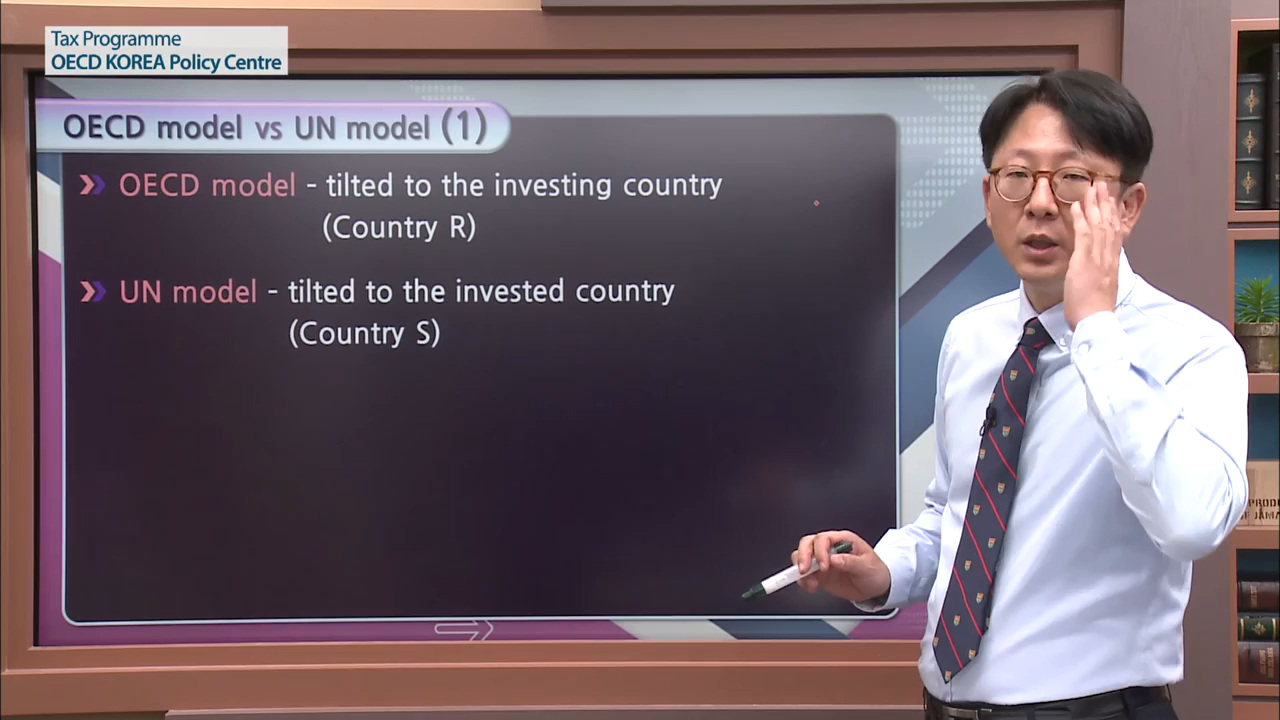 Tax Programme
OECD KOREA Policy Centre
OECD model vs UN model (1)
OECD model - tilted to the investing country
(Country R)
UN model - tilted to the invested country
(Country S)